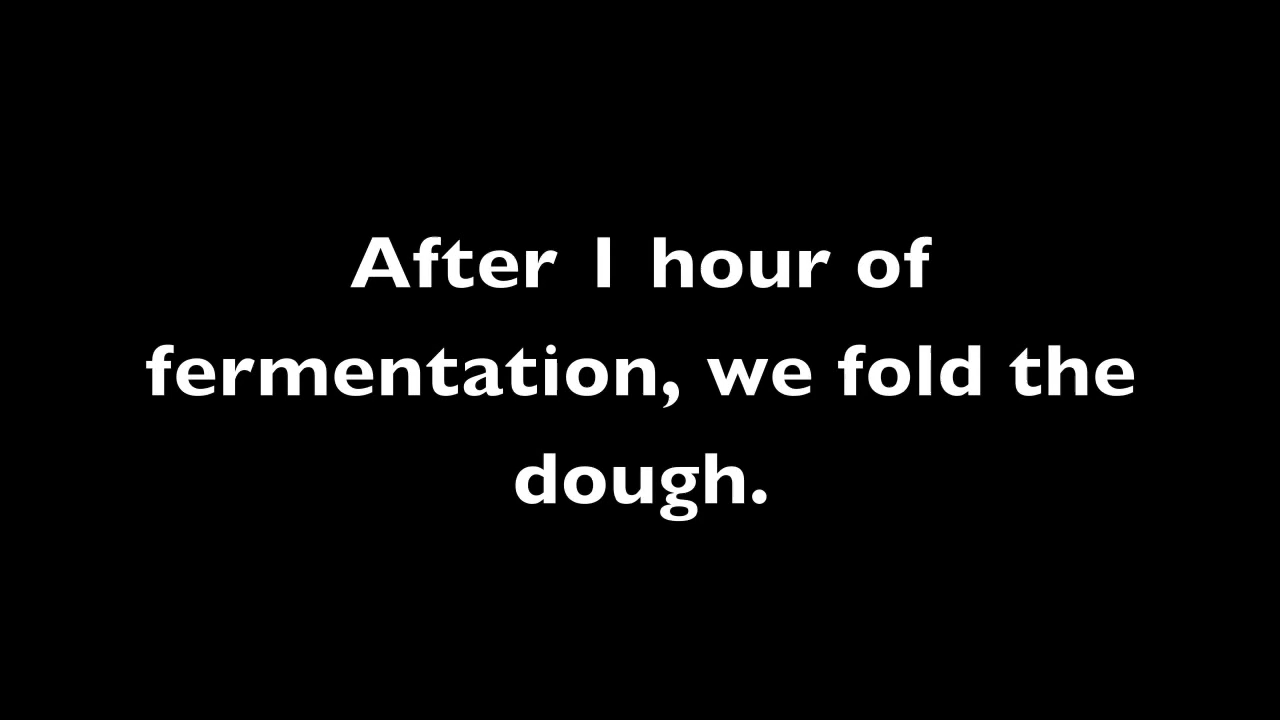 After 1 hour of
fermentation, we fold the
dough.